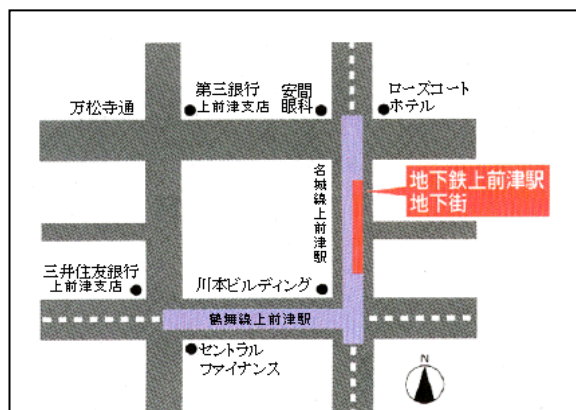 万松寺通
第三銀行
上前津支店
安間
眼科
ローズコート
ホテル
名城線上前津駅
地下鉄上前津駅
地下街
三井住友銀行
上前津支店
川本ビルディング
鶴舞線上前津駅
セントラル
ファイナンス
N